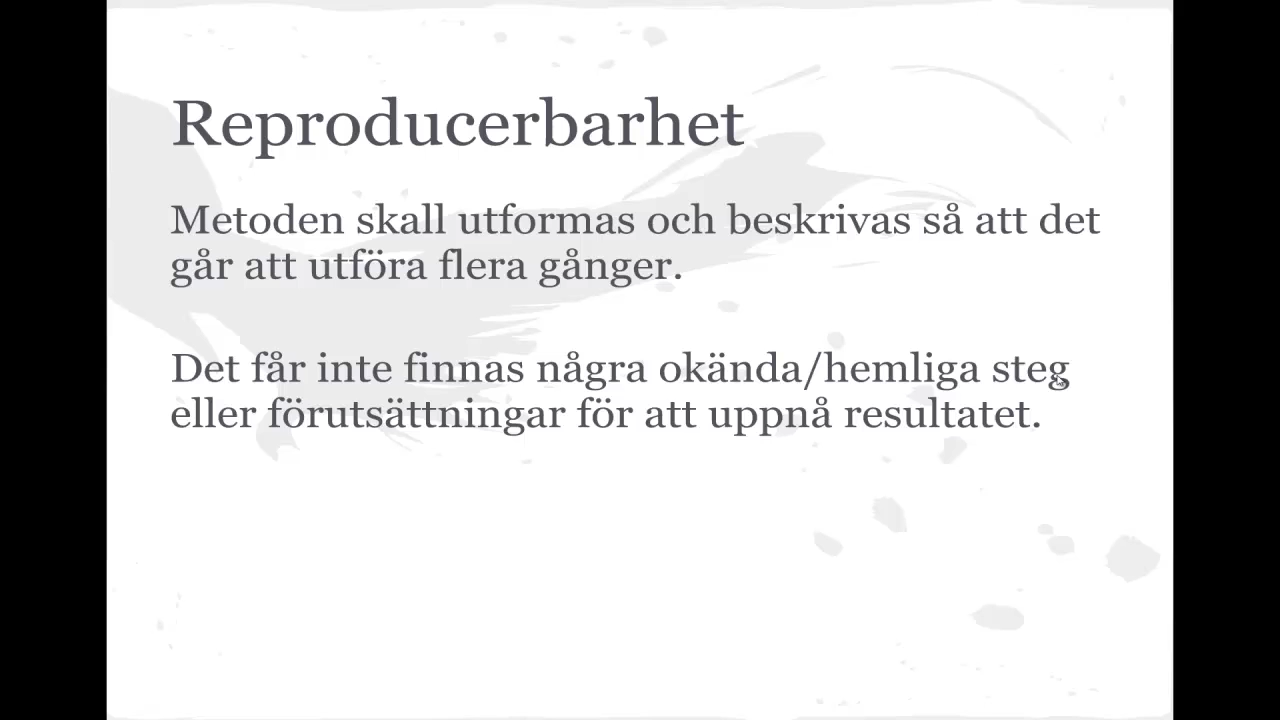 Reproducerbarhet
Metoden skall utformas och beskrivas så att det
går att utföra flera gånger.
Det får inte finnas några okända/hemliga steg
eller förutsättningar för att uppnå resultatet.